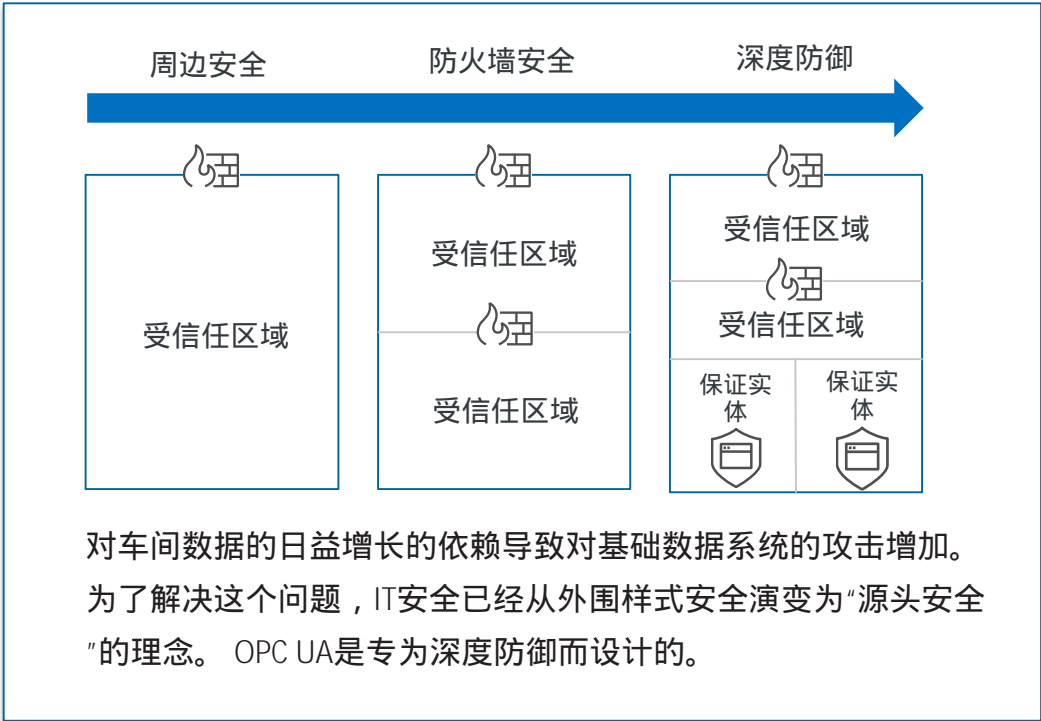 周边安全
防火墙安全
深度防御
受信任区域
受信任区域
受信任区域
受信任区域
受信任区域
保证实
体
保证实
体
对车间数据的日益增长的依赖导致对基础数据系统的攻击增加。
为了解决这个问题，IT安全已经从外围样式安全演变为“源头安全
”的理念。 OPC UA是专为深度防御而设计的。